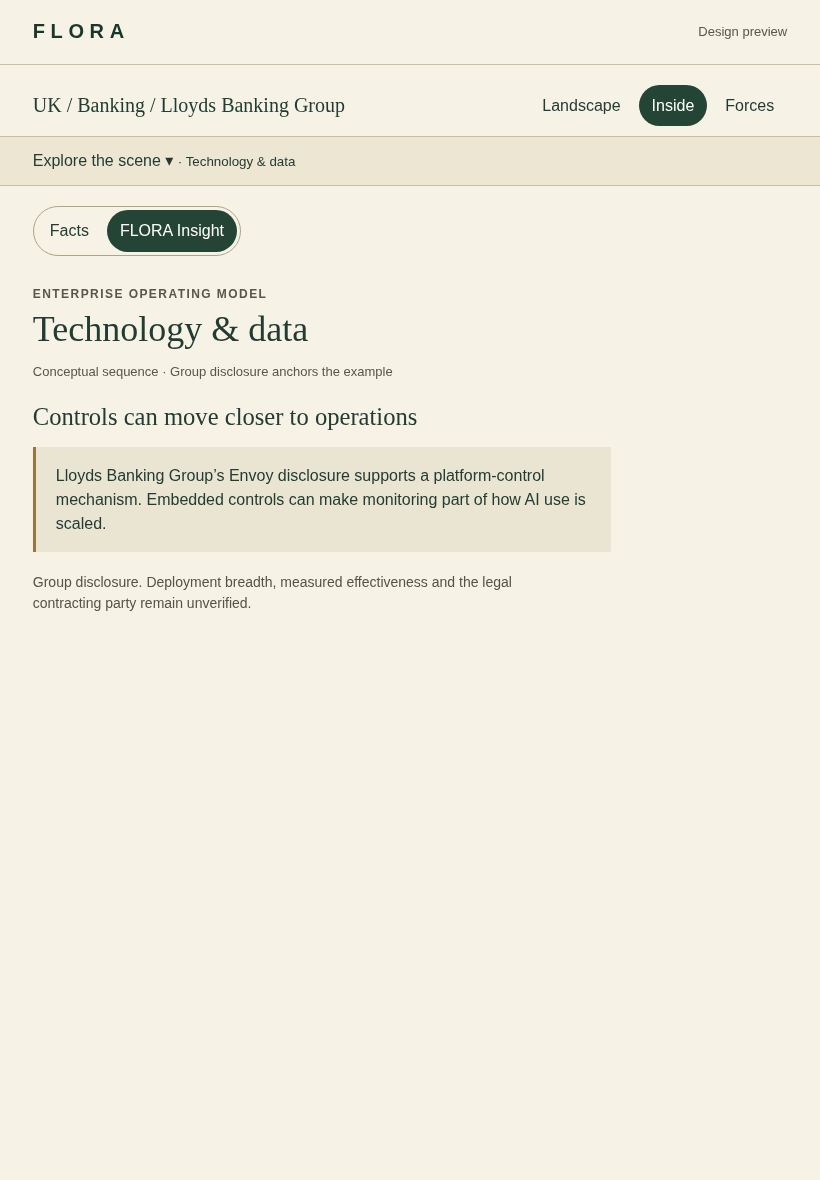 FLORA
Design preview
UK / Banking / Lloyds Banking Group
Landscape
Inside
Forces
Explore the scene ▾ · Technology & data
Facts
FLORA Insight
ENTERPRISE OPERATING MODEL
Technology & data
Conceptual sequence · Group disclosure anchors the example
Controls can move closer to operations
Lloyds Banking Group’s Envoy disclosure supports a platform-control
mechanism. Embedded controls can make monitoring part of how AI use is
scaled.
Group disclosure. Deployment breadth, measured effectiveness and the legal
contracting party remain unverified.